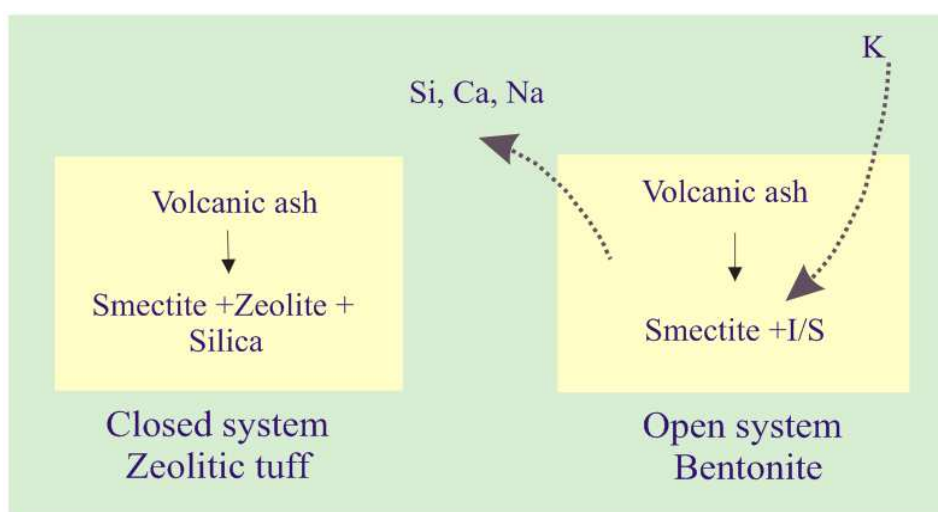 K
Si, Ca, Na
Volcanic ash
Smectite +Zeolite +
Silica
Closed system
Zeolitic tuff
Volcanic ash
Smectite +I/S
Open system
Bentonite